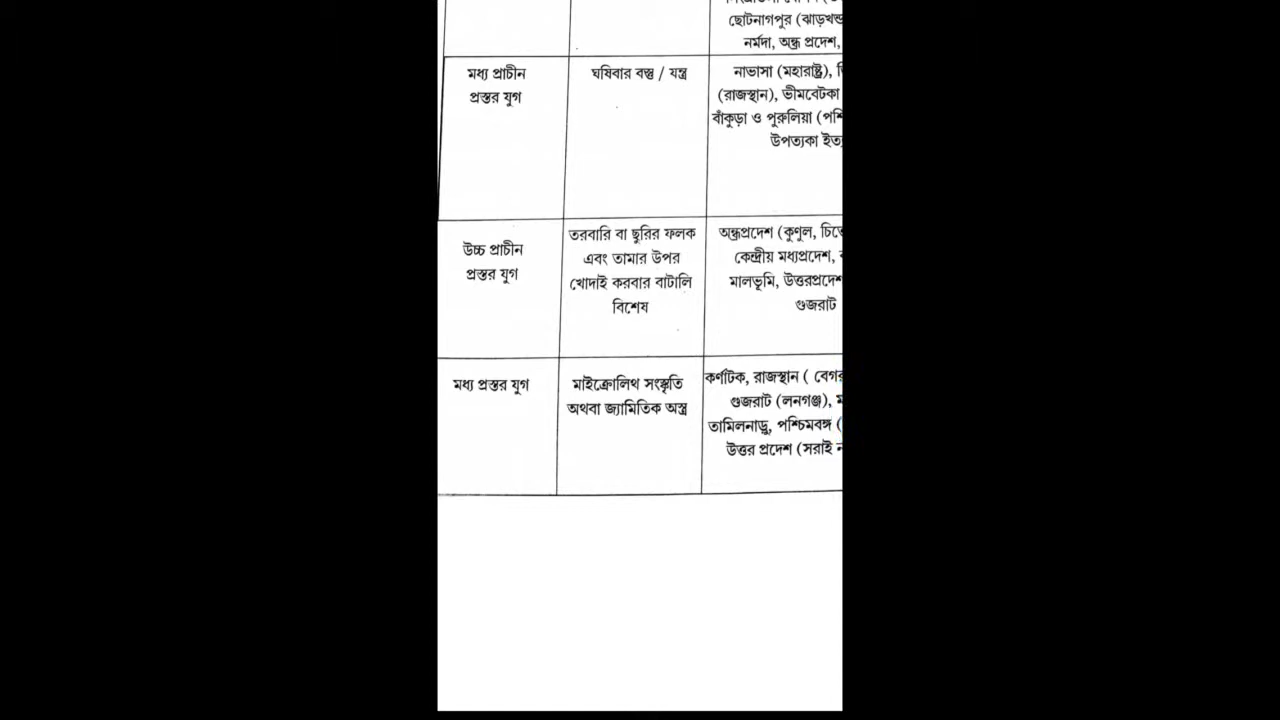 ছোটনাগপুর
নর্মদা, অন্ধ্র প্রদেশ,
মধ্য প্রাচীন
প্রস্তর যুগ
ঘষিবার বস্তু / যন্ত্র
নাভাসা (মহারাষ্ট্র),
(রাজস্থান), ভীমবেটকা
বাঁকুড়া ও পুরুলিয়া
উপত্যকা
উচ্চ প্রাচীন
প্রস্তর যুগ
তরবারি বা ছুরির ফলক
এবং তামার উপর
খোদাই করবার বাটালি
বিশেষ
অন্ধ্রপ্রদেশ (কুণুল,
কেন্দ্রীয় মধ্যপ্রদেশ,
মালভূমি, উত্তরপ্রদেশ
গুজরাট
মধ্য প্রস্তর যুগ
মাইক্রোলিথ সংস্কৃতি
অথবা জ্যামিতিক অস্ত্র
কর্ণাটক, রাজস্থান (
গুজরাট (লনগঞ্জ),
তামিলনাড়ু, পশ্চিমবঙ্গ (
উত্তর প্রদেশ (সরাই